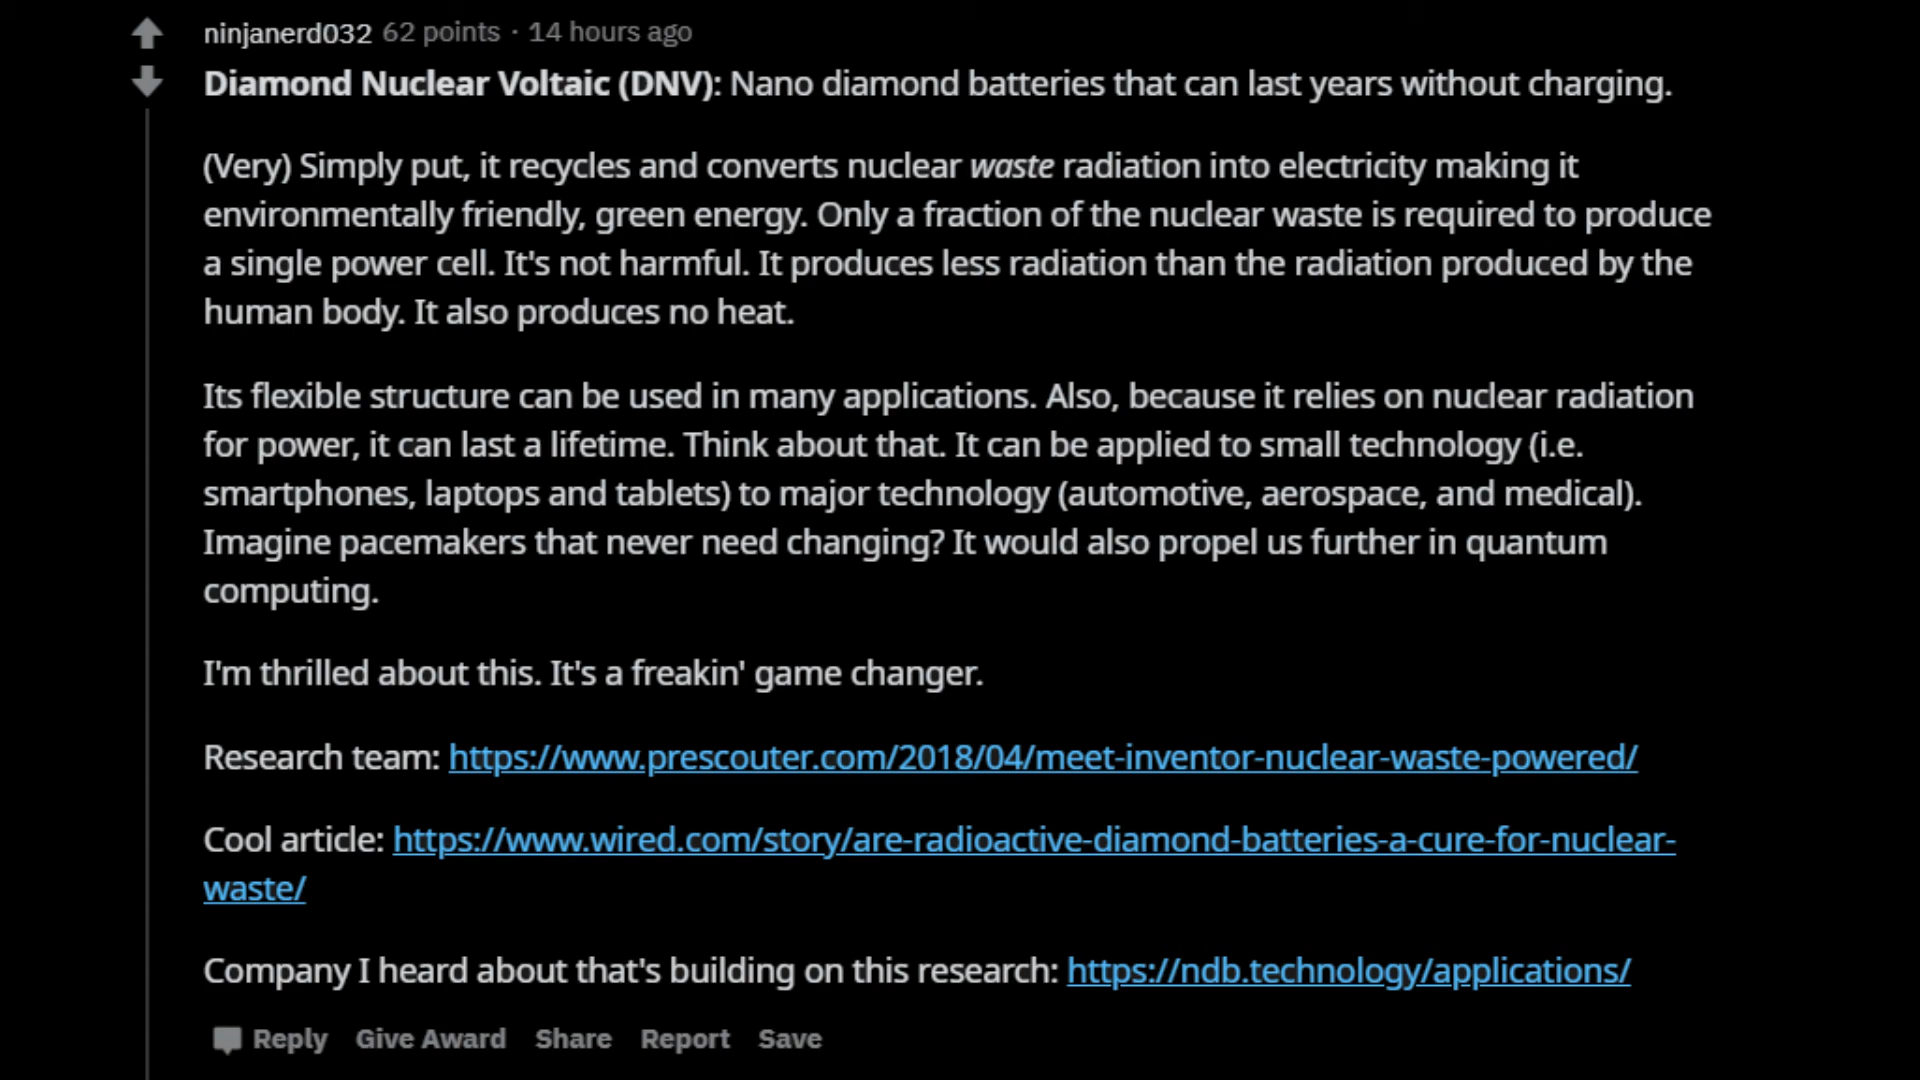 ninjanerd032 62 points · 14 hours ago
Diamond Nuclear Voltaic (DNV): Nano diamond batteries that can last years without charging.
(Very) Simply put, it recycles and converts nuclear waste radiation into electricity making it
environmentally friendly, green energy. Only a fraction of the nuclear waste is required to produce
a single power cell. It's not harmful. It produces less radiation than the radiation produced by the
human body. It also produces no heat.
Its flexible structure can be used in many applications. Also, because it relies on nuclear radiation
for power, it can last a lifetime. Think about that. It can be applied to small technology (i.e.
smartphones, laptops and tablets) to major technology (automotive, aerospace, and medical).
Imagine pacemakers that never need changing? It would also propel us further in quantum
computing.
I'm thrilled about this. It's a freakin' game changer.
Research team: https://www.prescouter.com/2018/04/meet-inventor-nuclear-waste-powered/
Cool article: https://www.wired.com/story/are-radioactive-diamond-batteries-a-cure-for-nuclear-
waste/
Company I heard about that's building on this research: https://ndb.technology/applications/
Reply Give Award Share Report Save